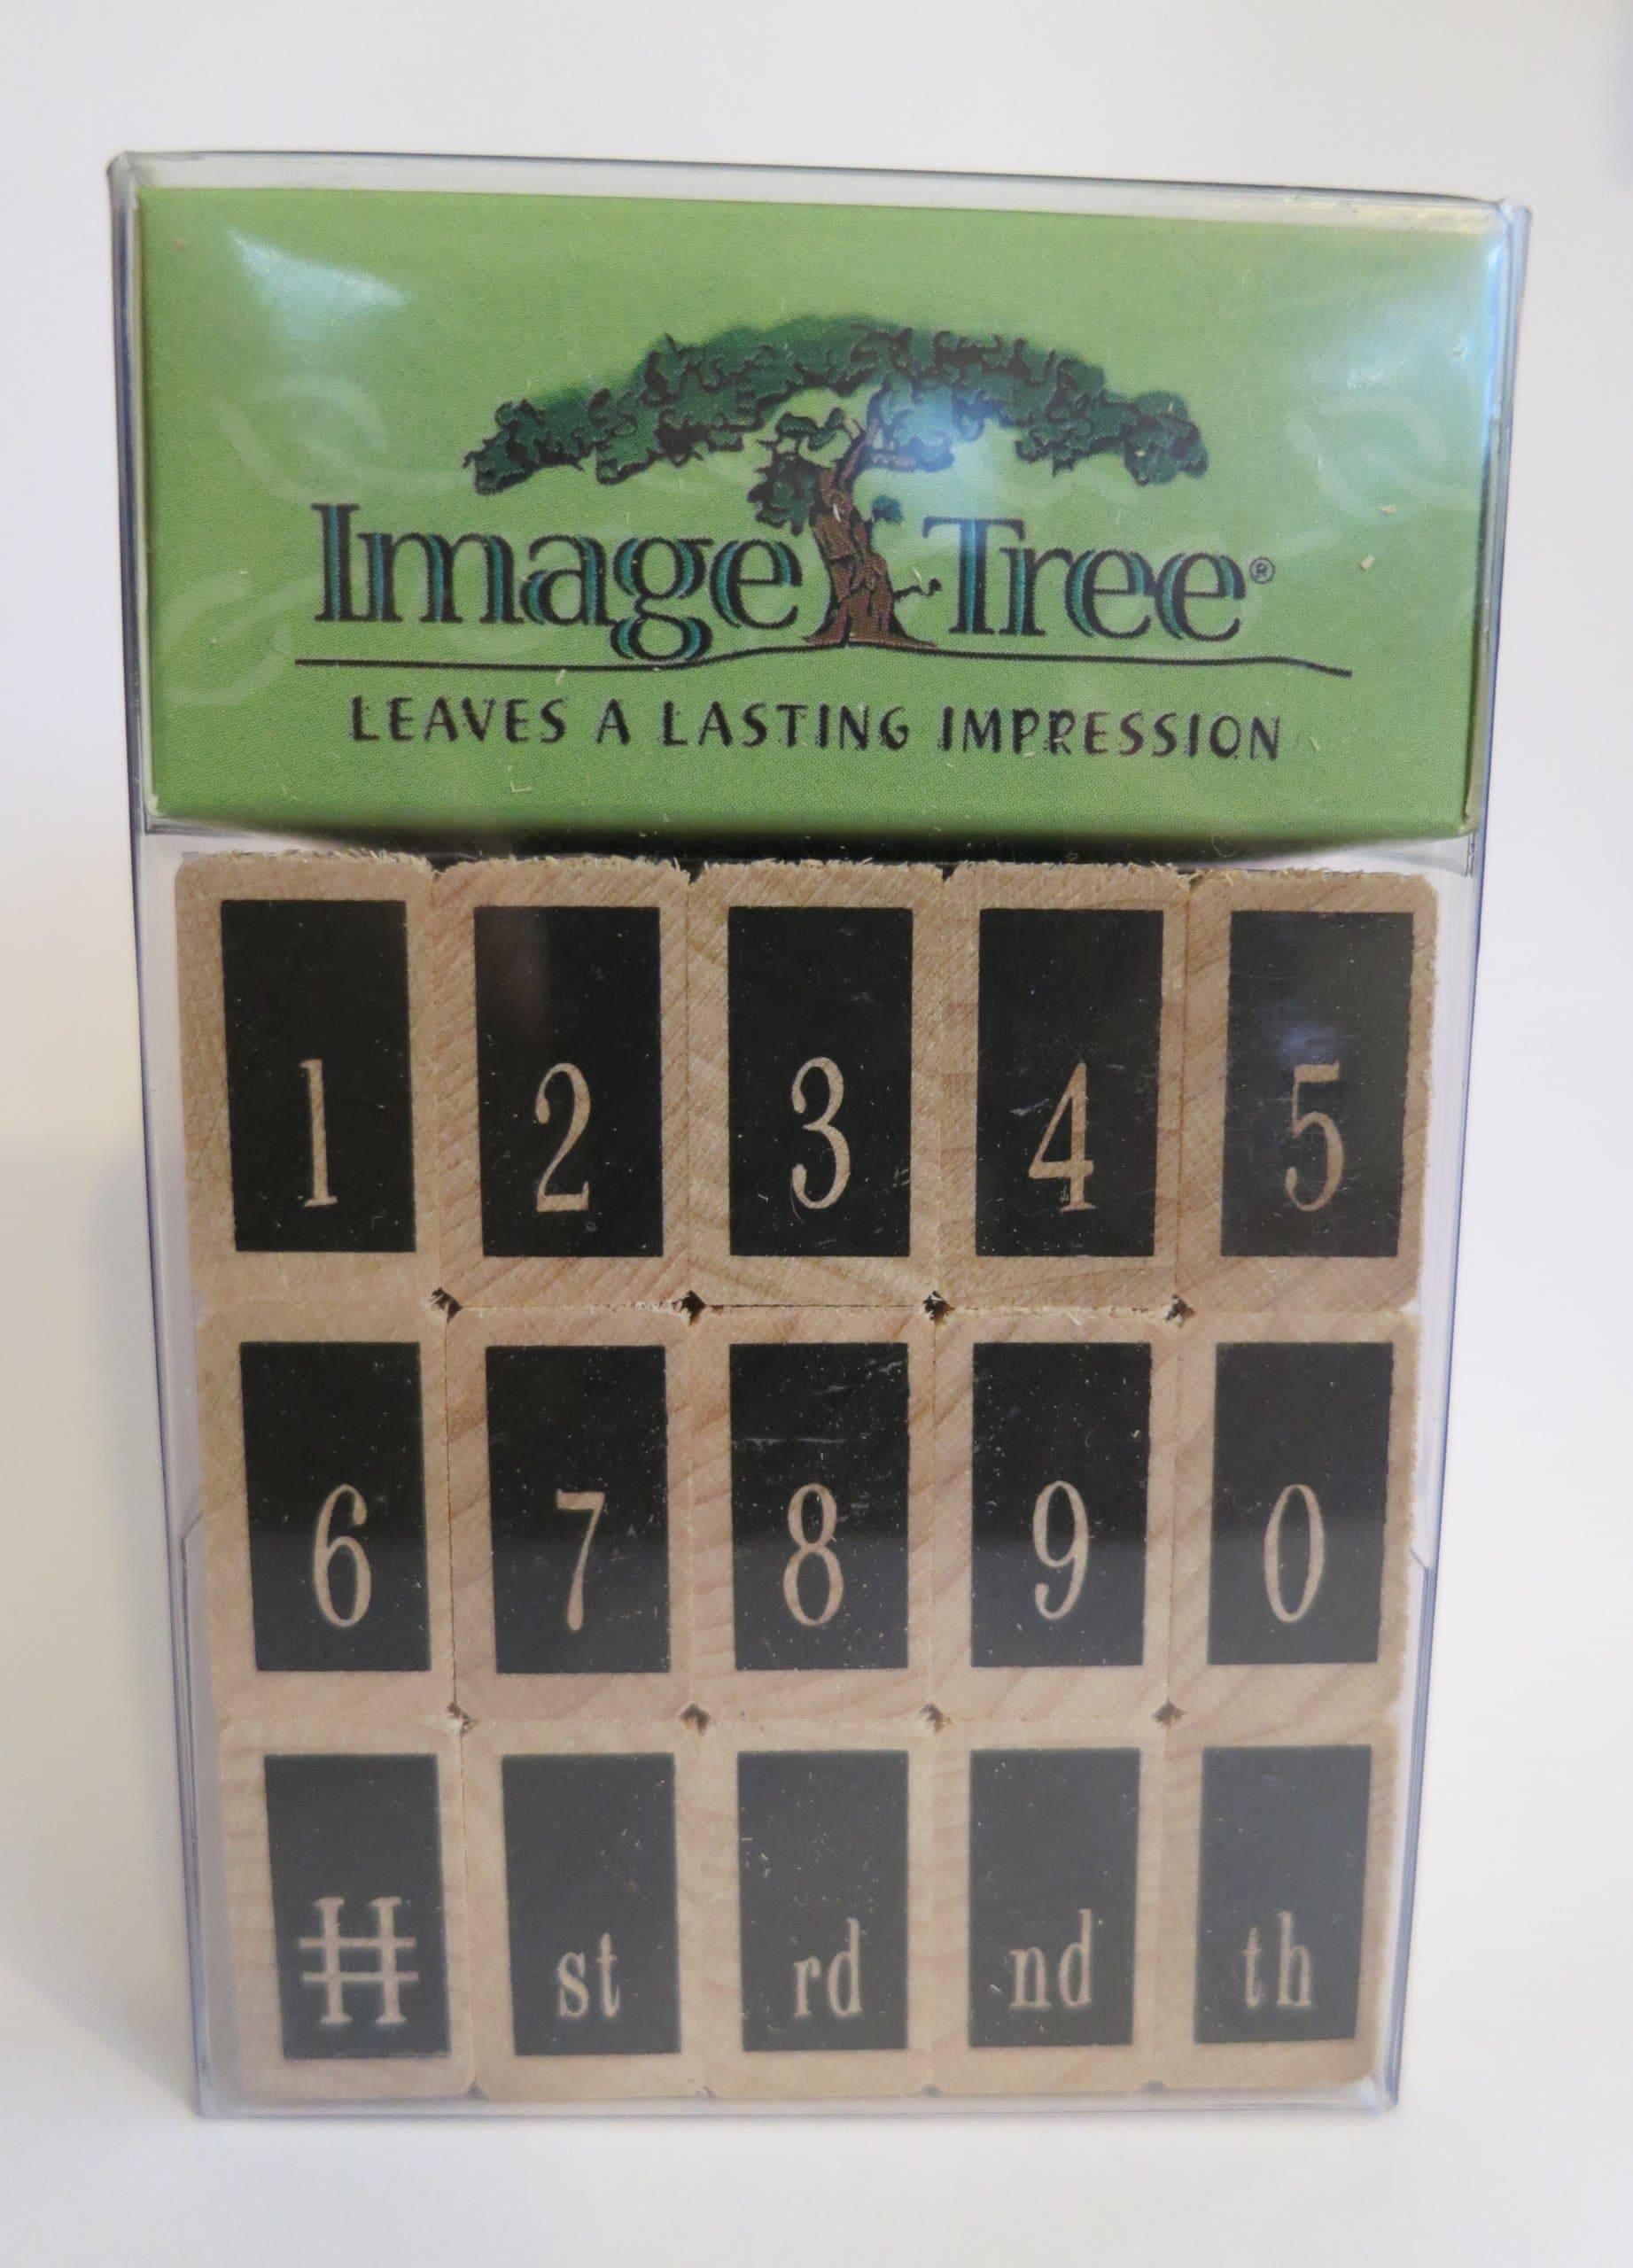 Image Tree®
LEAVES A LASTING IMPRESSION
1 2 3 4 5
6 7 8 9 0
# st rd nd th